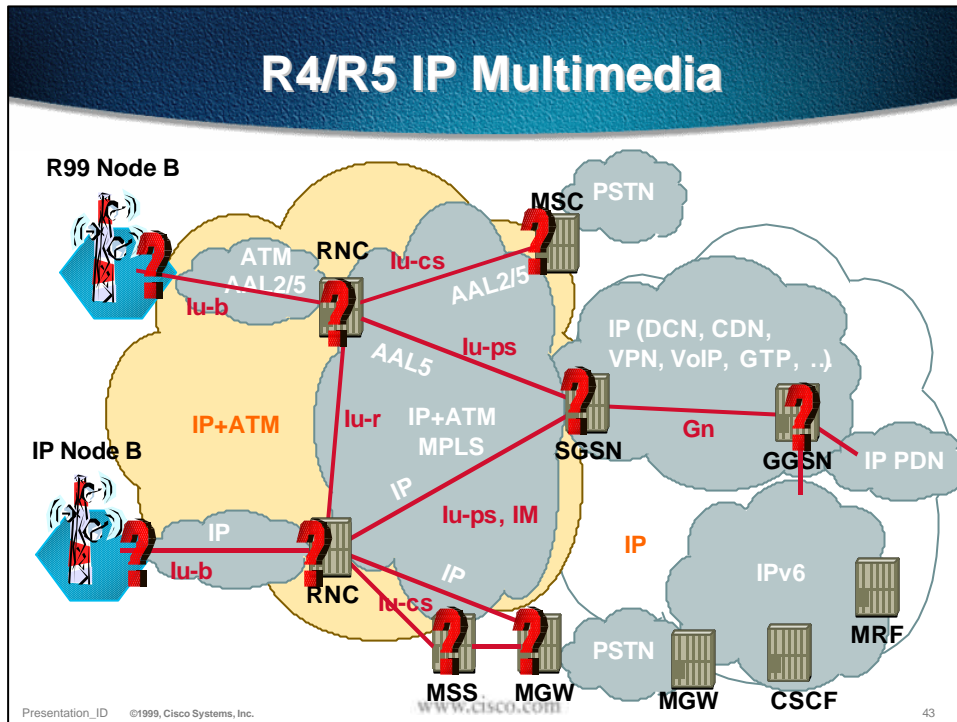 R4/R5 IP Multimedia
R99 Node B
?
ATM
AAL2/5
Iu-b
RNC
?
Iu-cs
AAL2/5
MSC
?
PSTN
AAL5
Iu-ps
IP (DCN, CDN,
VPN, VoIP, GTP, ...)
IP+ATM
Iu-r
IP+ATM
MPLS
?
SGSN
Gn
?
GGSN
IP PDN
IP Node B
?
IP
Iu-b
?
RNC
IP
Iu-ps, IM
IP
Iu-cs
IP
IPv6
?
MSS
?
MGW
PSTN
MGW
CSCF
MRF
Presentation_ID
©1999, Cisco Systems, Inc.
www.cisco.com
43